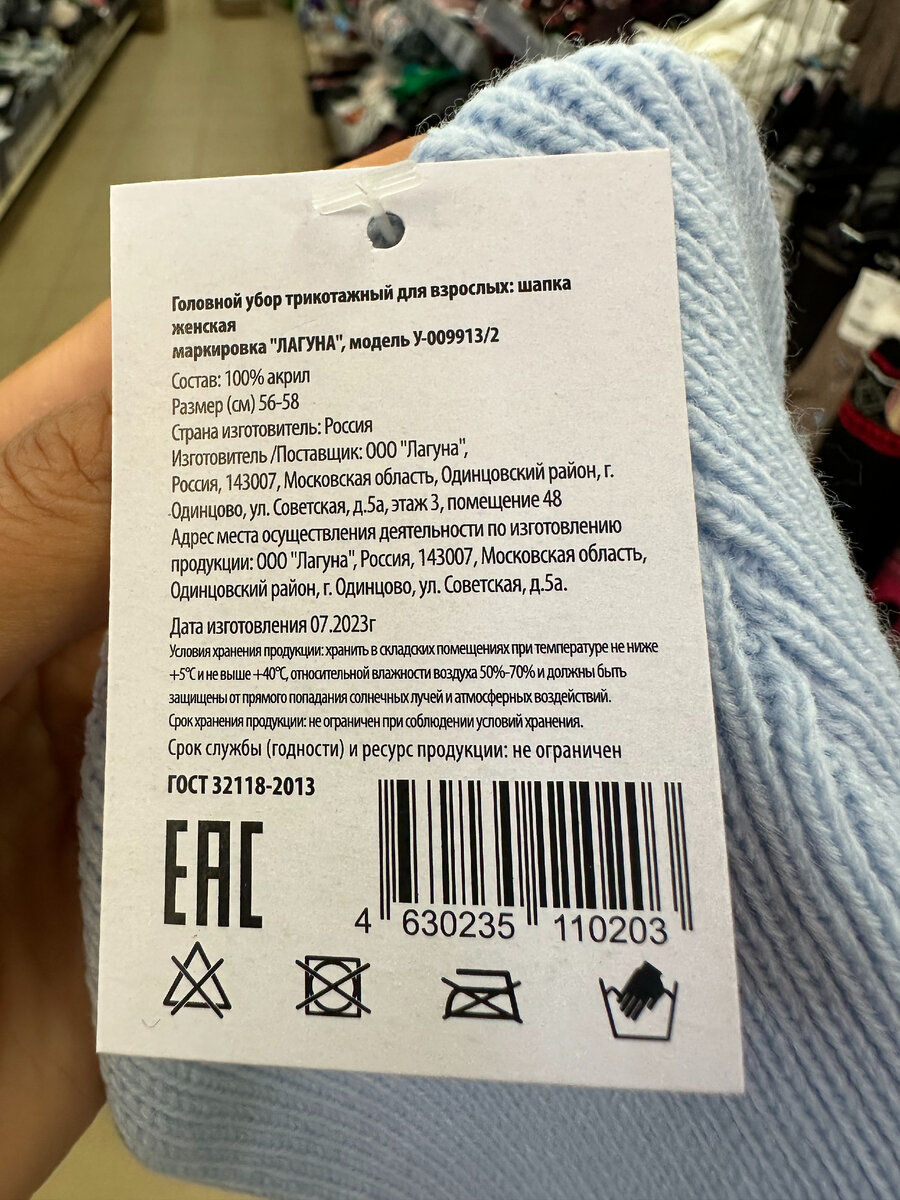 Головной убор трикотажный для взрослых: шапка
женская
маркировка "ЛАГУНА", модель У-009913/2
Состав: 100% акрил
Размер (см) 56-58
Страна изготовитель: Россия
Изготовитель /Поставщик: ООО "Лагуна",
Россия, 143007, Московская область, Одинцовский район, г.
Одинцово, ул. Советская, д.5а, этаж 3, помещение 48
Адрес места осуществления деятельности по изготовлению
продукции: ООО "Лагуна", Россия, 143007, Московская область,
Одинцовский район, г. Одинцово, ул. Советская, д.5а.
Дата изготовления 07.2023г
Условия хранения продукции: хранить в складских помещениях при температуре не ниже
+5°С и не выше +40°С, относительной влажности воздуха 50%-70% и должны быть
защищены от прямого попадания солнечных лучей и атмосферных воздействий.
Срок хранения продукции: не ограничен при соблюдении условий хранения.
Срок службы (годности) и ресурс продукции: не ограничен
ГОСТ 32118-2013
ЕАС
4 630235 110203